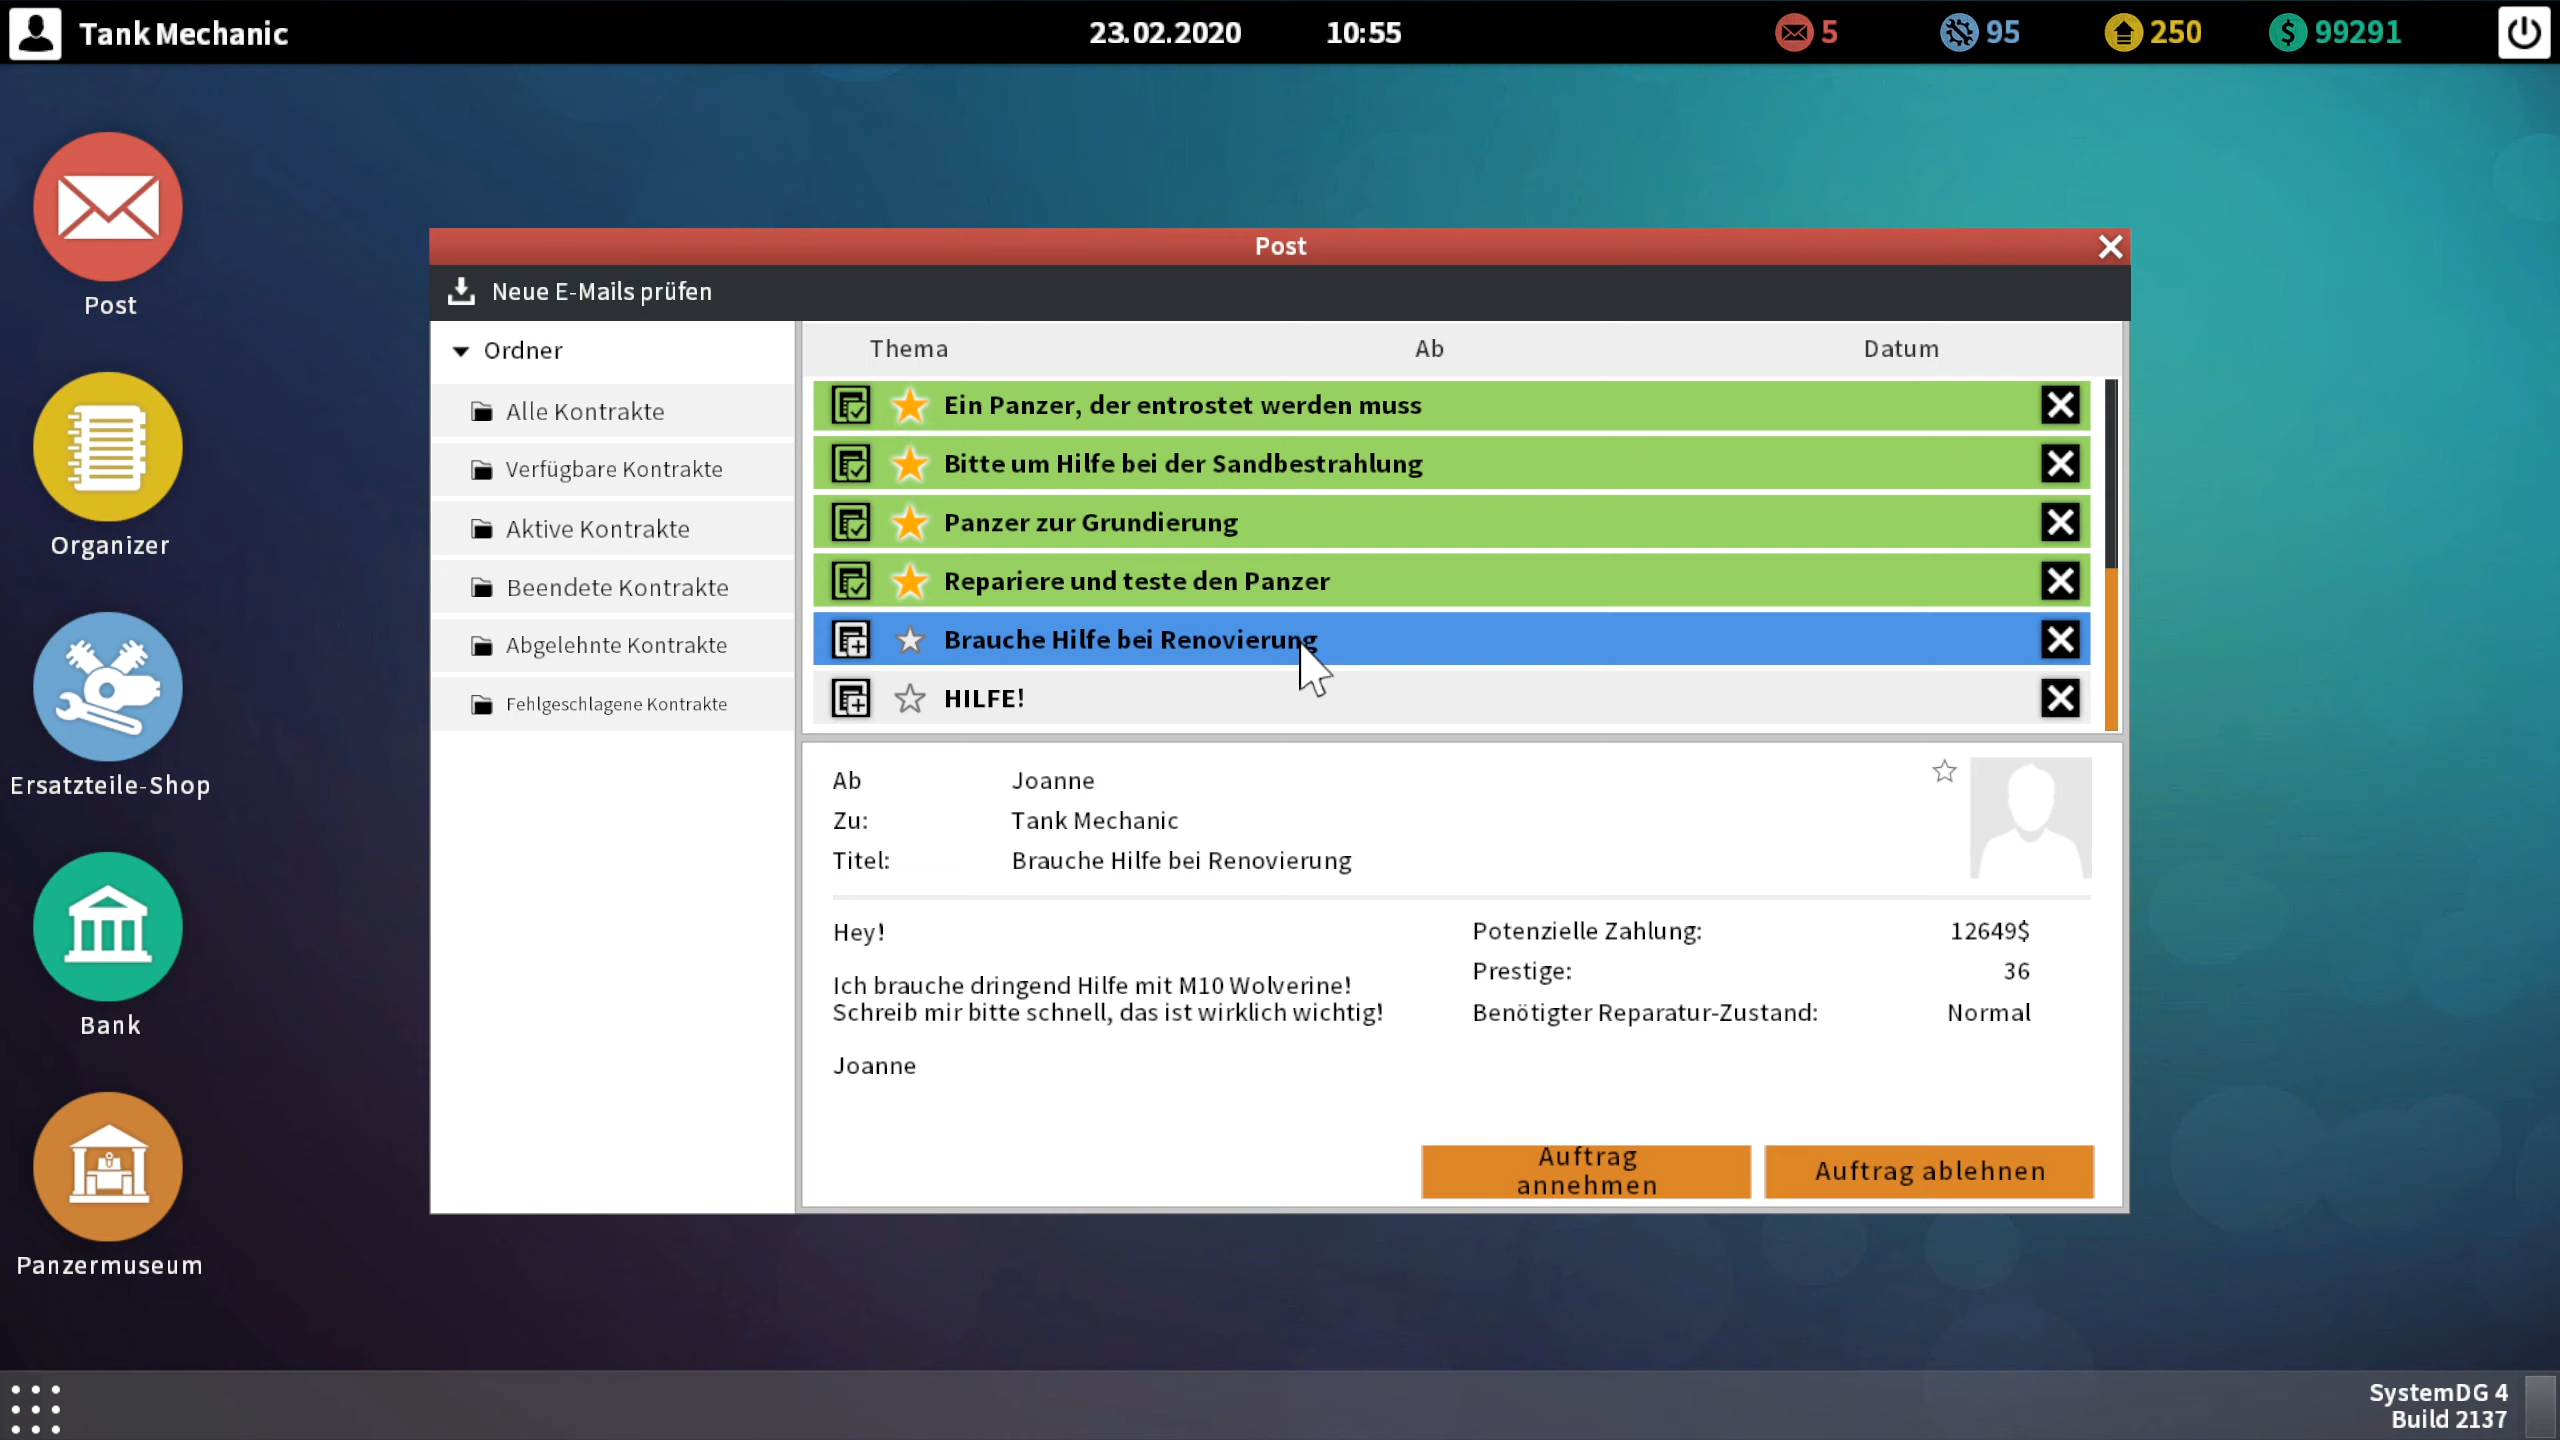 Tank Mechanic
23.02.2020 10:55
5 95 250 99291
Post
Organizer
Ersatzteile-Shop
Bank
Panzermuseum
Post
Neue E-Mails prüfen
Ordner
Alle Kontrakte
Verfügbare Kontrakte
Aktive Kontrakte
Beendete Kontrakte
Abgelehnte Kontrakte
Fehlgeschlagene Kontrakte
Thema Ab Datum
Ein Panzer, der entrostet werden muss
Bitte um Hilfe bei der Sandbestrahlung
Panzer zur Grundierung
Repariere und teste den Panzer
Brauche Hilfe bei Renovierung
HILFE!
Ab Joanne
Zu: Tank Mechanic
Titel: Brauche Hilfe bei Renovierung
Hey!
Ich brauche dringend Hilfe mit M10 Wolverine!
Schreib mir bitte schnell, das ist wirklich wichtig!
Joanne
Potenzielle Zahlung: 12649$
Prestige: 36
Benötigter Reparatur-Zustand: Normal
Auftrag
annehmen
Auftrag ablehnen
SystemDG 4
Build 2137